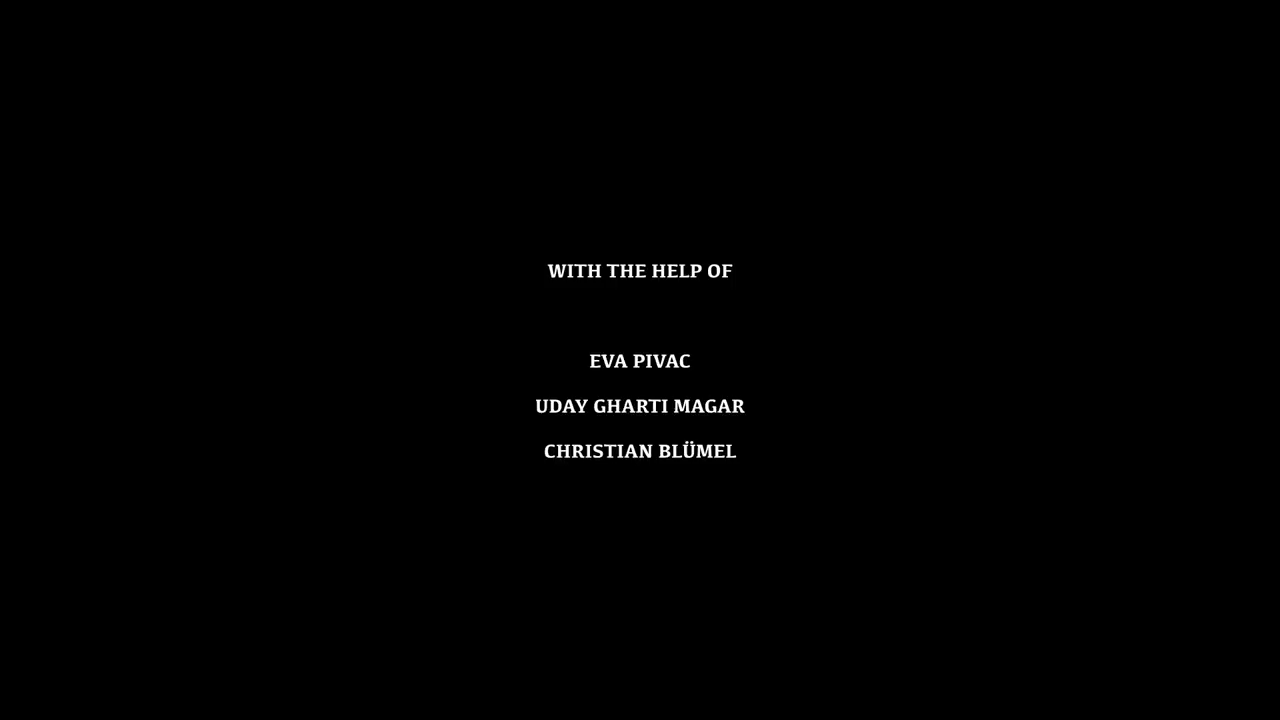 WITH THE HELP OF
EVA PIVAC
UDAY GHARTI MAGAR
CHRISTIAN BLÜMEL